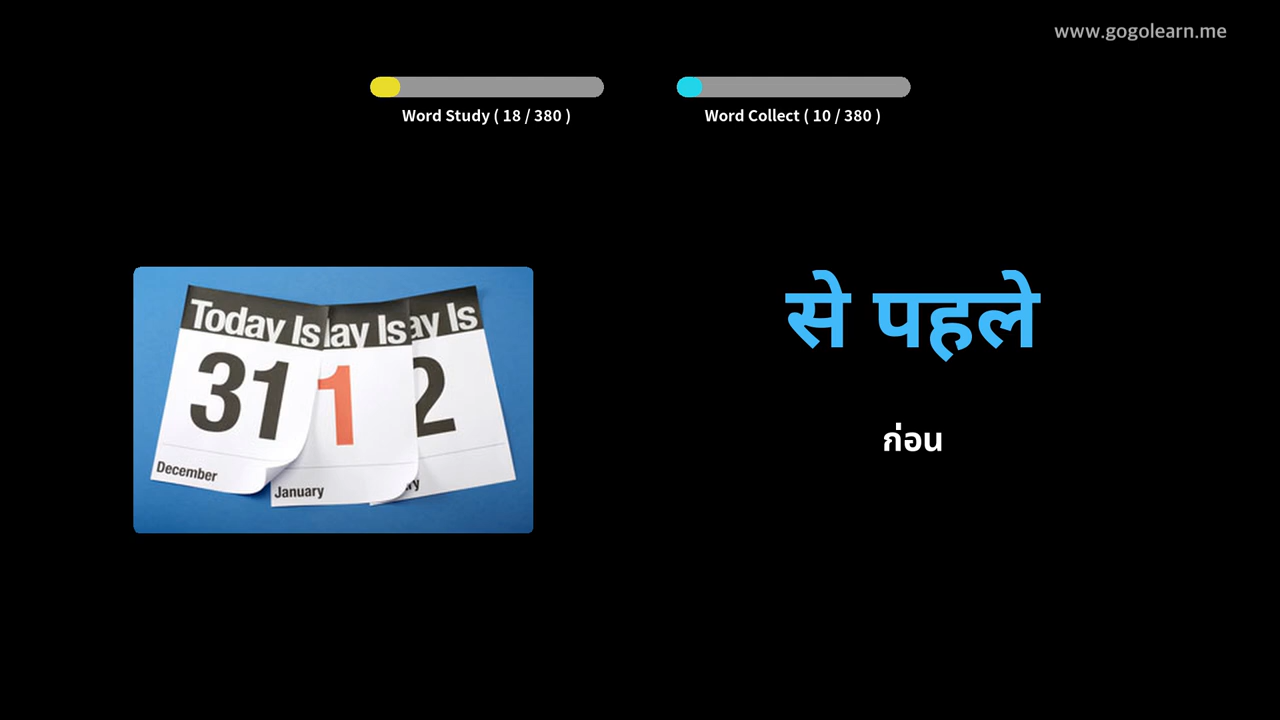 www.gogolearn.me
Word Study ( 18 / 380 )
Word Collect ( 10 / 380 )
Today Is
ay Is
ay Is
31
1
2
December
January
से पहले
ก่อน